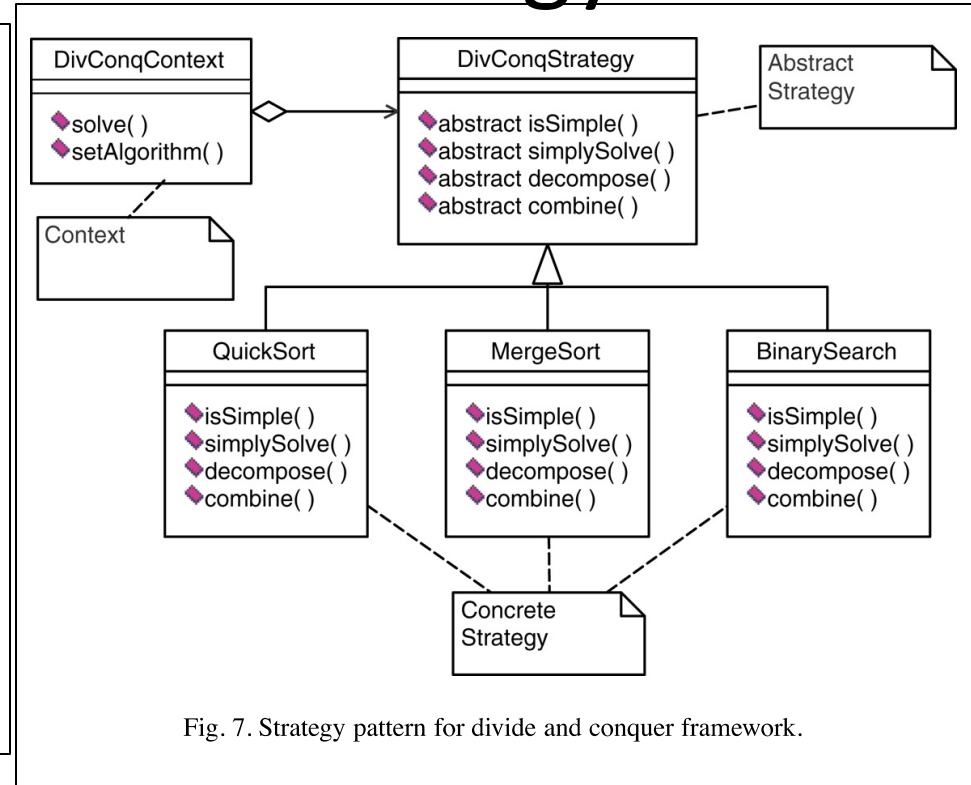 DivConqContext
solve( )
setAlgorithm( )
Context
DivConqStrategy
abstract isSimple( )
abstract simplySolve( )
abstract decompose( )
abstract combine( )
Abstract
Strategy
QuickSort
isSimple( )
simplySolve( )
decompose( )
combine( )
MergeSort
isSimple( )
simplySolve( )
decompose( )
combine( )
BinarySearch
isSimple( )
simplySolve( )
decompose( )
combine( )
Concrete
Strategy
Fig. 7. Strategy pattern for divide and conquer framework.